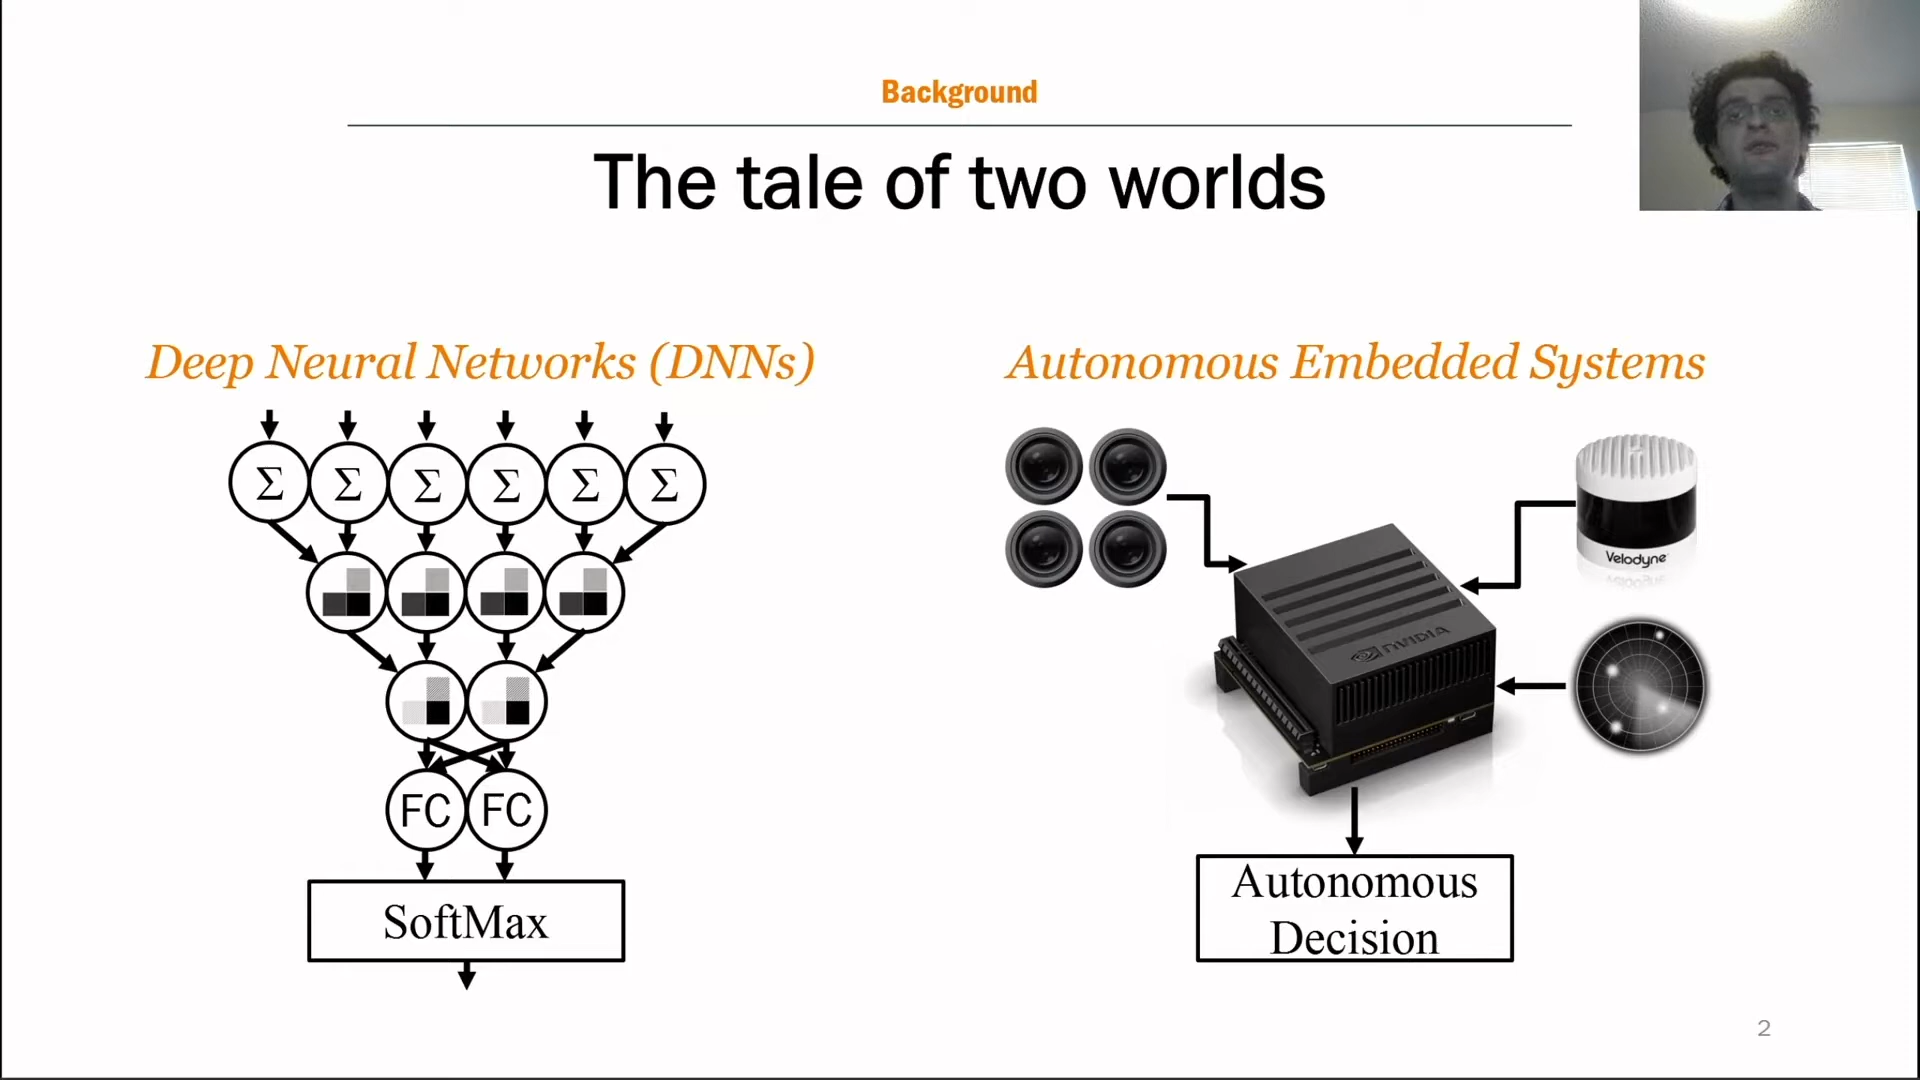 Background
The tale of two worlds
Deep Neural Networks (DNNs)
Autonomous Embedded Systems
Σ Σ Σ Σ Σ Σ
Velodyne
NVIDIA
FC FC
SoftMax
Autonomous
Decision
2